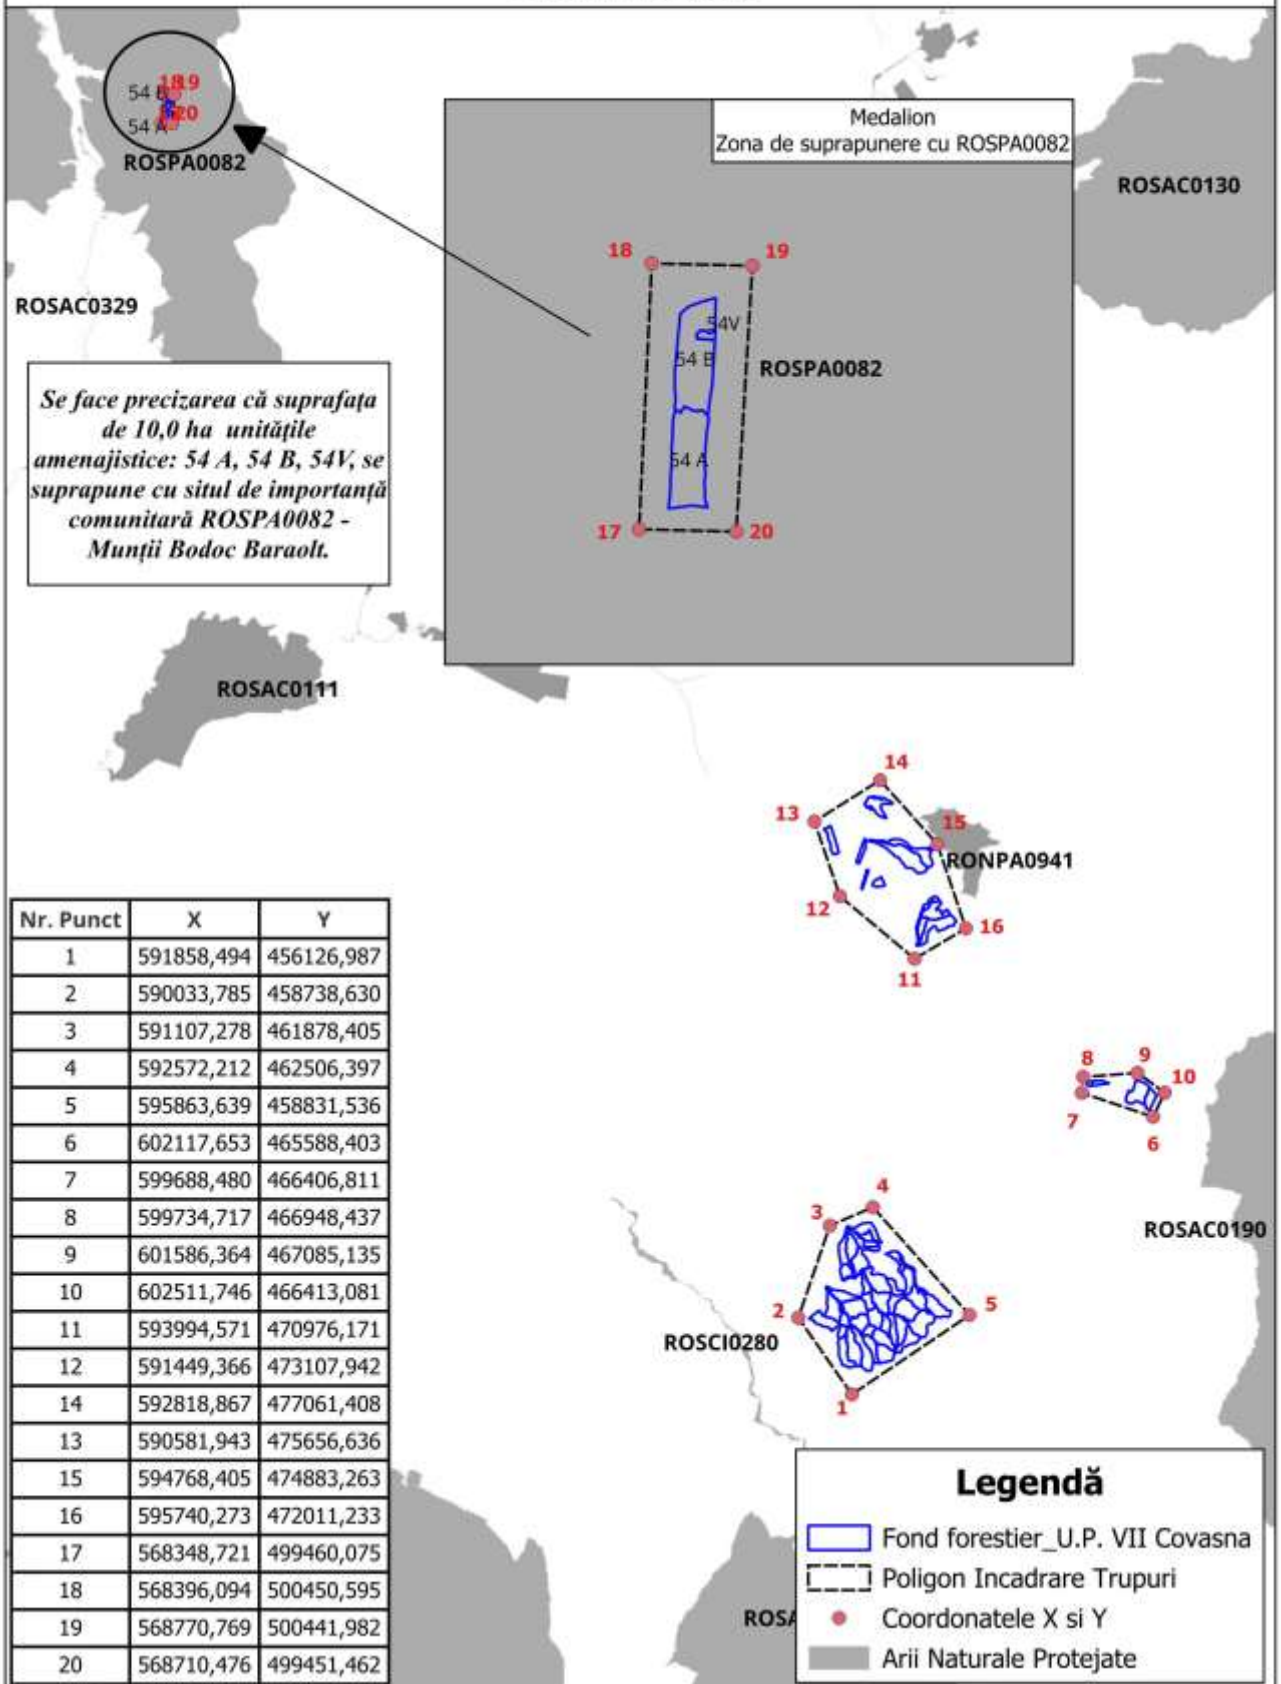 18 19
54 B
20
54 A
ROSPA0082
Medalion
Zona de suprapunere cu ROSPA0082
ROSAC0130
18
19
54V
54 B
ROSPA0082
54 A
17
20
ROSAC0329
Se face precizarea că suprafața
de 10,0 ha unitățile
amenajistice: 54 A, 54 B, 54V, se
suprapune cu situl de importanță
comunitară ROSPA0082 -
Munții Bodoc Baraolt.
ROSAC0111
14
13
15
RONPA0941
12
16
11
8
9
10
7
6
4
3
ROSAC0190
2
5
ROSCI0280
1
Nr. Punct X Y
1 591858,494 456126,987
2 590033,785 458738,630
3 591107,278 461878,405
4 592572,212 462506,397
5 595863,639 458831,536
6 602117,653 465588,403
7 599688,480 466406,811
8 599734,717 466948,437
9 601586,364 467085,135
10 602511,746 466413,081
11 593994,571 470976,171
12 591449,366 473107,942
14 592818,867 477061,408
13 590581,943 475656,636
15 594768,405 474883,263
16 595740,273 472011,233
17 568348,721 499460,075
18 568396,094 500450,595
19 568770,769 500441,982
20 568710,476 499451,462
ROSA
Legendă
Fond forestier_U.P. VII Covasna
Poligon Incadrare Trupuri
Coordonatele X si Y
Arii Naturale Protejate